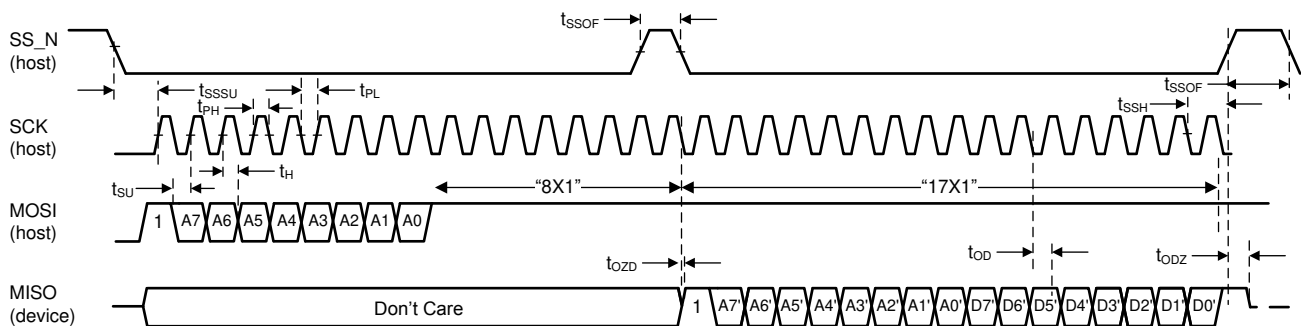 tSSOF
SS_N
(host)
tSSSU
tPH
tPL
tSSH
tSSOF
SCK
(host)
tSU
tH
"8X1"
"17X1"
MOSI
(host)
1 A7 A6 A5 A4 A3 A2 A1 A0
tOZD
tOD
tODZ
MISO
(device)
Don't Care
1 A7' A6' A5' A4' A3' A2' A1' A0' D7' D6' D5' D4' D3' D2' D1' D0'